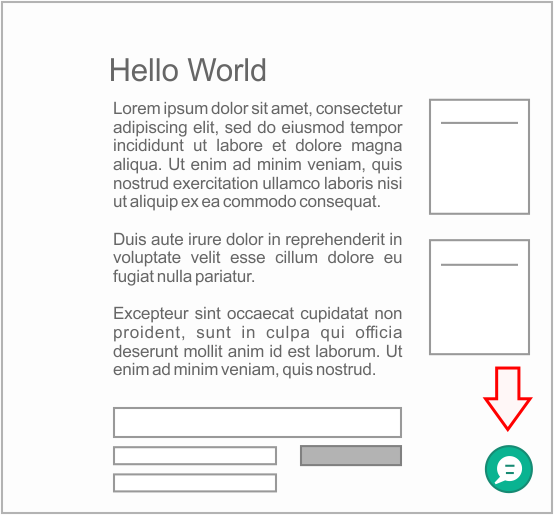 Hello World
Lorem ipsum dolor sit amet, consectetur
adipiscing elit, sed do eiusmod tempor
incididunt ut labore et dolore magna
aliqua. Ut enim ad minim veniam, quis
nostrud exercitation ullamco laboris nisi
ut aliquip ex ea commodo consequat.
Duis aute irure dolor in reprehenderit in
voluptate velit esse cillum dolore eu
fugiat nulla pariatur.
Excepteur sint occaecat cupidatat non
proident, sunt in culpa qui officia
deserunt mollit anim id est laborum. Ut
enim ad minim veniam, quis nostrud.